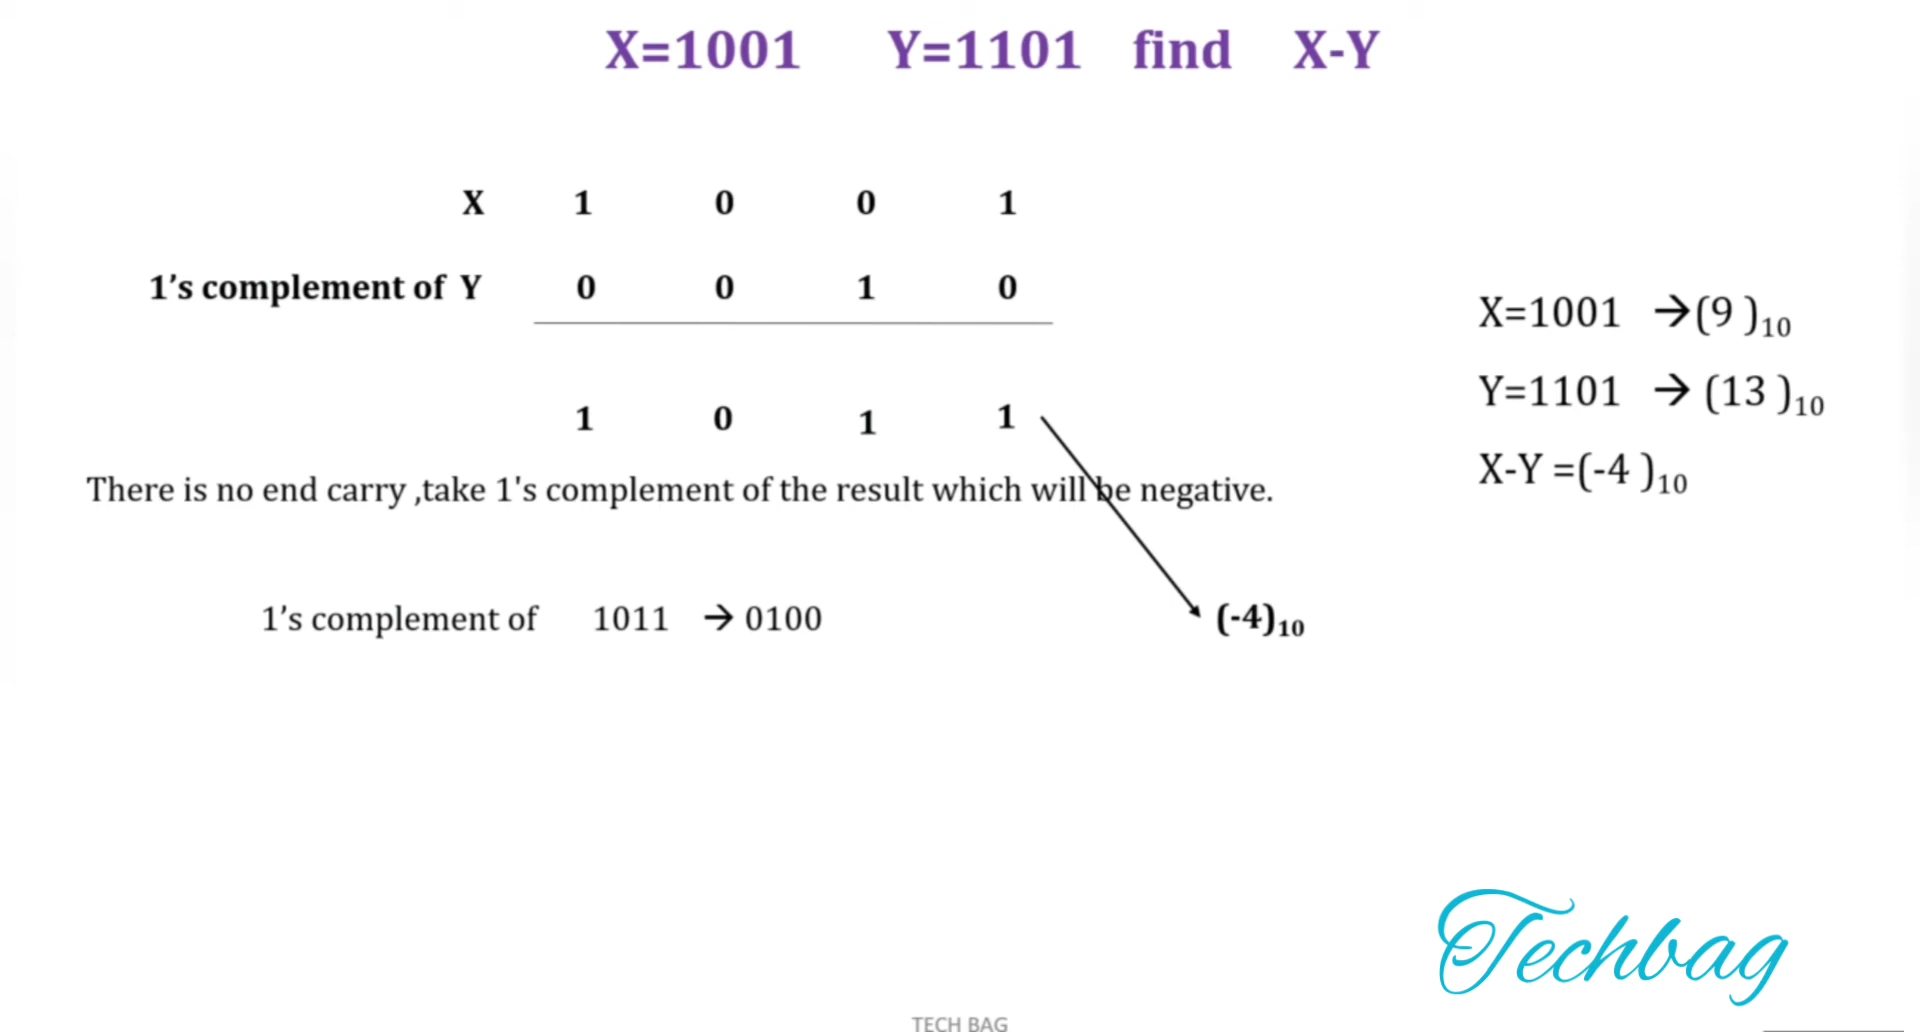 X=1001 Y=1101 find X-Y
X 1 0 0 1
1’s complement of Y 0 0 1 0
1 0 1 1
There is no end carry ,take 1's complement of the result which will be negative.
1’s complement of 1011 → 0100
(-4)₁₀
X=1001 →(9 )₁₀
Y=1101 → (13 )₁₀
X-Y =(-4 )₁₀
Techbag
TECH BAG